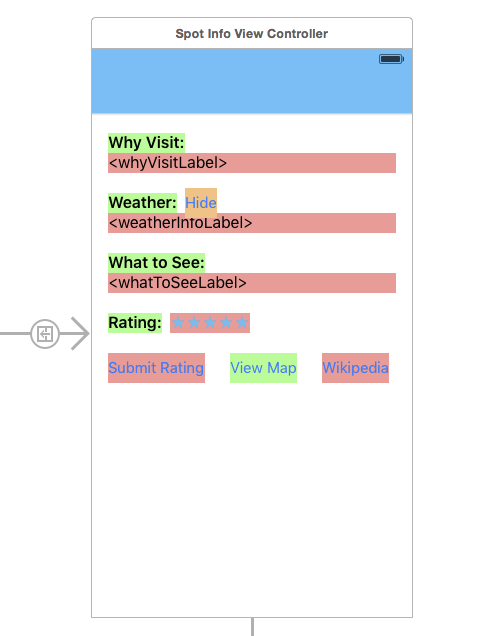 Spot Info View Controller
Why Visit:
<whyVisitLabel>
Weather: Hide
<weatherInfoLabel>
What to See:
<whatToSeeLabel>
Rating: ★★★★★
Submit Rating View Map Wikipedia